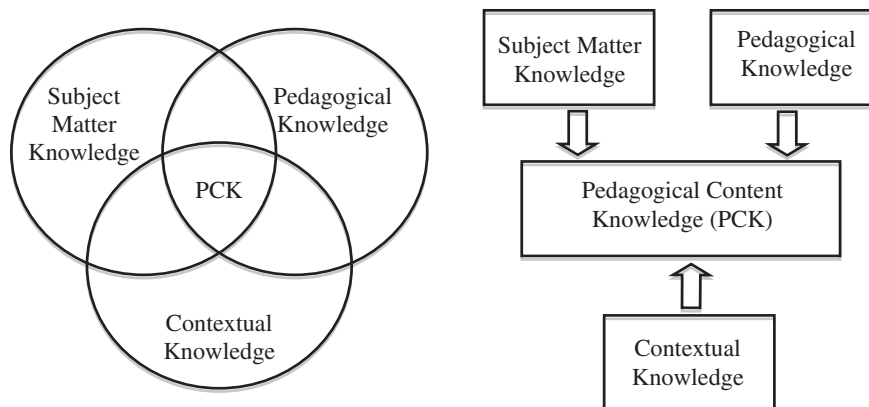 Subject
Matter
Knowledge
Pedagogical
Knowledge
PCK
Contextual
Knowledge
Subject Matter
Knowledge
Pedagogical
Knowledge
Pedagogical Content
Knowledge (PCK)
Contextual
Knowledge